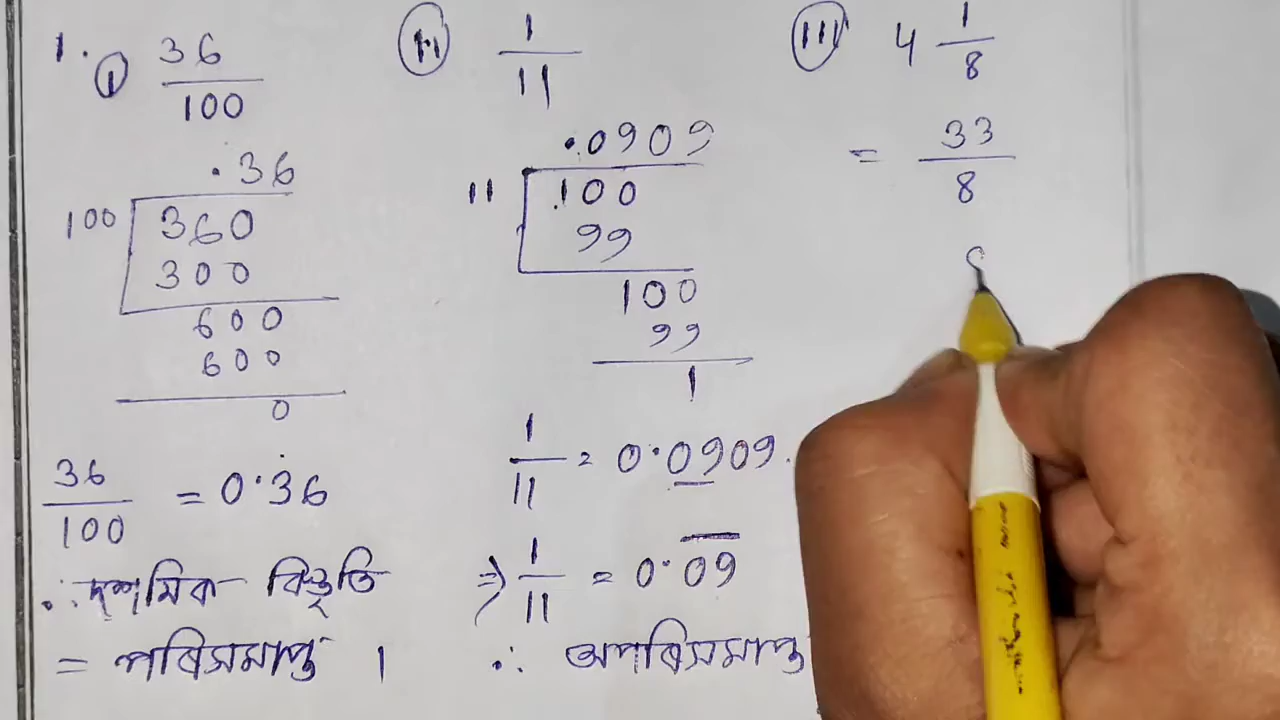 1. (i) 36/100
.36
100 360
300
600
600
0
36/100 = 0.36
∴ দশমিক বিস্তৃতি
= পৰিসমাপ্ত ।
(ii) 1/11
.0909
11 .100
99
100
99
1
1/11 = 0.0909.
⇒ 1/11 = 0.09
∴ অপৰিসমাপ্ত
(iii) 4 1/8
= 33/8